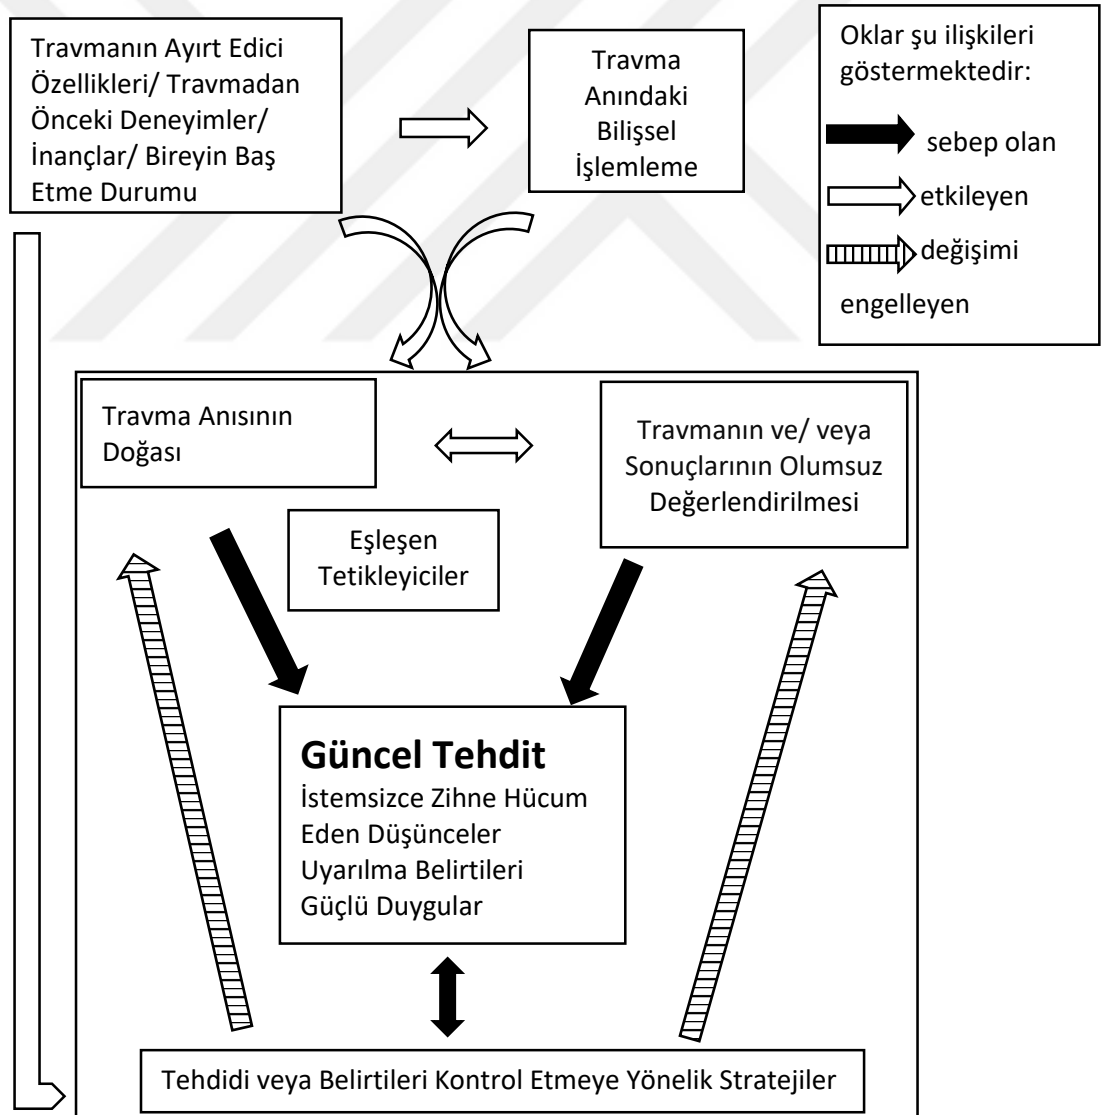 Travmanın Ayırt Edici
Özellikleri/ Travmadan
Önceki Deneyimler/
İnançlar/ Bireyin Baş
Etme Durumu
Travma
Anındaki
Bilişsel
İşlemleme
Oklar şu ilişkileri
göstermektedir:
sebep olan
etkileyen
değişimi
engelleyen
Travma Anısının
Doğası
Travmanın ve/ veya
Sonuçlarının Olumsuz
Değerlendirilmesi
Eşleşen
Tetikleyiciler
Güncel Tehdit
İstemsizce Zihne Hücum
Eden Düşünceler
Uyarılma Belirtileri
Güçlü Duygular
Tehdidi veya Belirtileri Kontrol Etmeye Yönelik Stratejiler